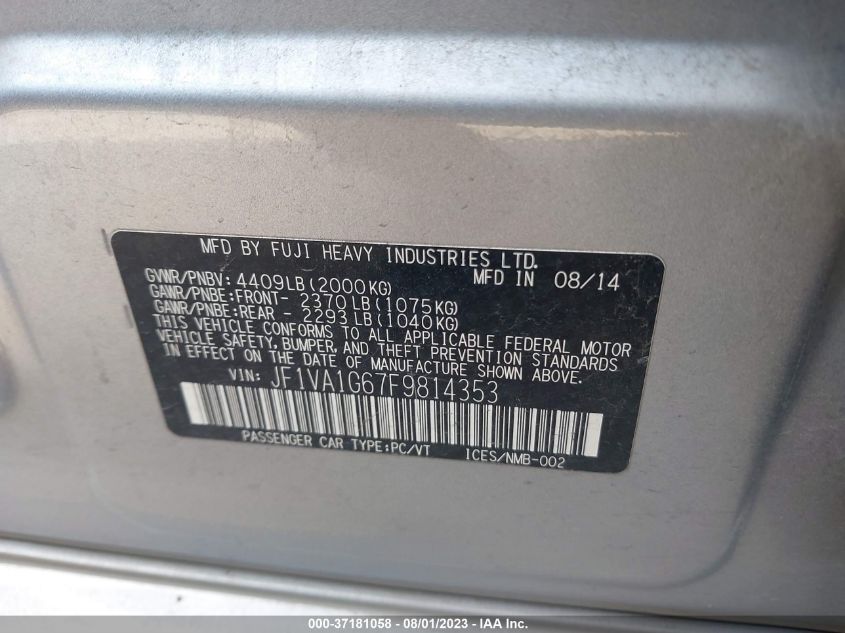 MFD BY FUJI HEAVY INDUSTRIES LTD.
GVWR/PNBV: 4409LB(2000KG) MFD IN 08/14
GAWR/PNBE:FRONT- 2370LB(1075KG)
GAWR/PNBE:REAR - 2293LB(1040KG)
THIS VEHICLE CONFORMS TO ALL APPLICABLE FEDERAL MOTOR
VEHICLE SAFETY, BUMPER, AND THEFT PREVENTION STANDARDS
IN EFFECT ON THE DATE OF MANUFACTURE SHOWN ABOVE.
VIN: JF1VA1G67F9814353
PASSENGER CAR TYPE:PC/VT ICES/NMB-002
000-37181058 - 08/01/2023 - IAA Inc.